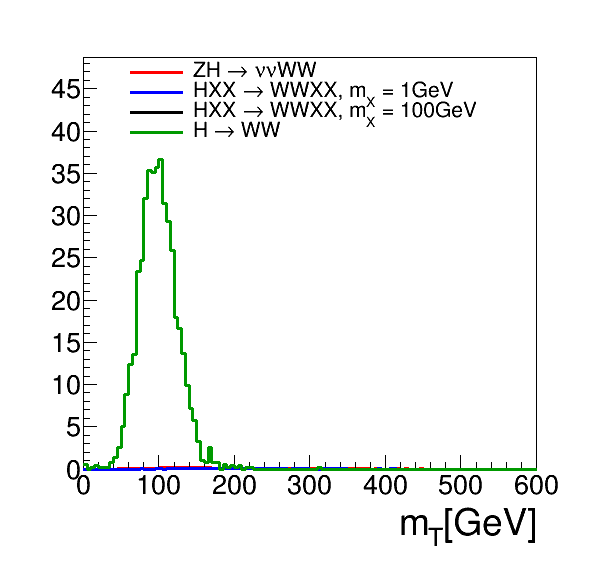 ZH → ννWW
HXX → WWXX, m_X = 1GeV
HXX → WWXX, m_X = 100GeV
H → WW
45
40
35
30
25
20
15
10
5
0
0 100 200 300 400 500 600
m_T[GeV]